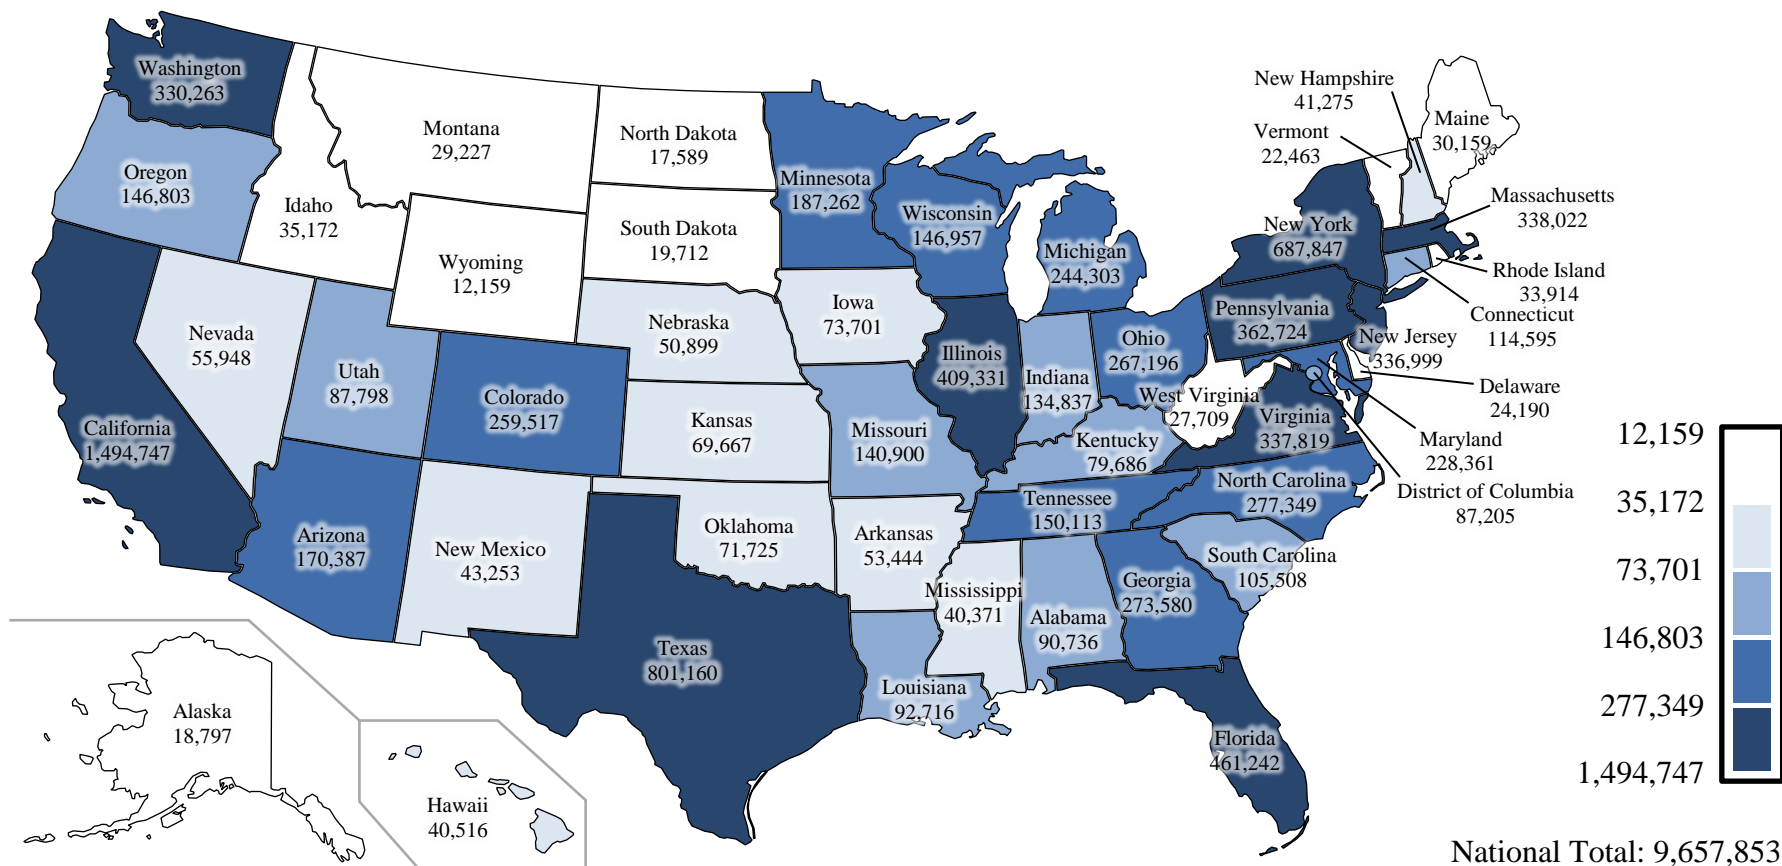 Washington
330,263
Oregon
146,803
California
1,494,747
Nevada
55,948
Idaho
35,172
Montana
29,227
Wyoming
12,159
Utah
87,798
Colorado
259,517
Arizona
170,387
New Mexico
43,253
North Dakota
17,589
South Dakota
19,712
Nebraska
50,899
Kansas
69,667
Oklahoma
71,725
Texas
801,160
Minnesota
187,262
Iowa
73,701
Missouri
140,900
Arkansas
53,444
Louisiana
92,716
Wisconsin
146,957
Illinois
409,331
Michigan
244,303
Indiana
134,837
Ohio
267,196
Kentucky
79,686
Tennessee
150,113
Mississippi
40,371
Alabama
90,736
Georgia
273,580
Florida
461,242
South Carolina
105,508
North Carolina
277,349
Virginia
337,819
West Virginia
27,709
Pennsylvania
362,724
New York
687,847
Vermont
22,463
New Hampshire
41,275
Maine
30,159
Massachusetts
338,022
Rhode Island
33,914
Connecticut
114,595
New Jersey
336,999
Delaware
24,190
Maryland
228,361
District of Columbia
87,205
Alaska
18,797
Hawaii
40,516
12,159
35,172
73,701
146,803
277,349
1,494,747
National Total: 9,657,853